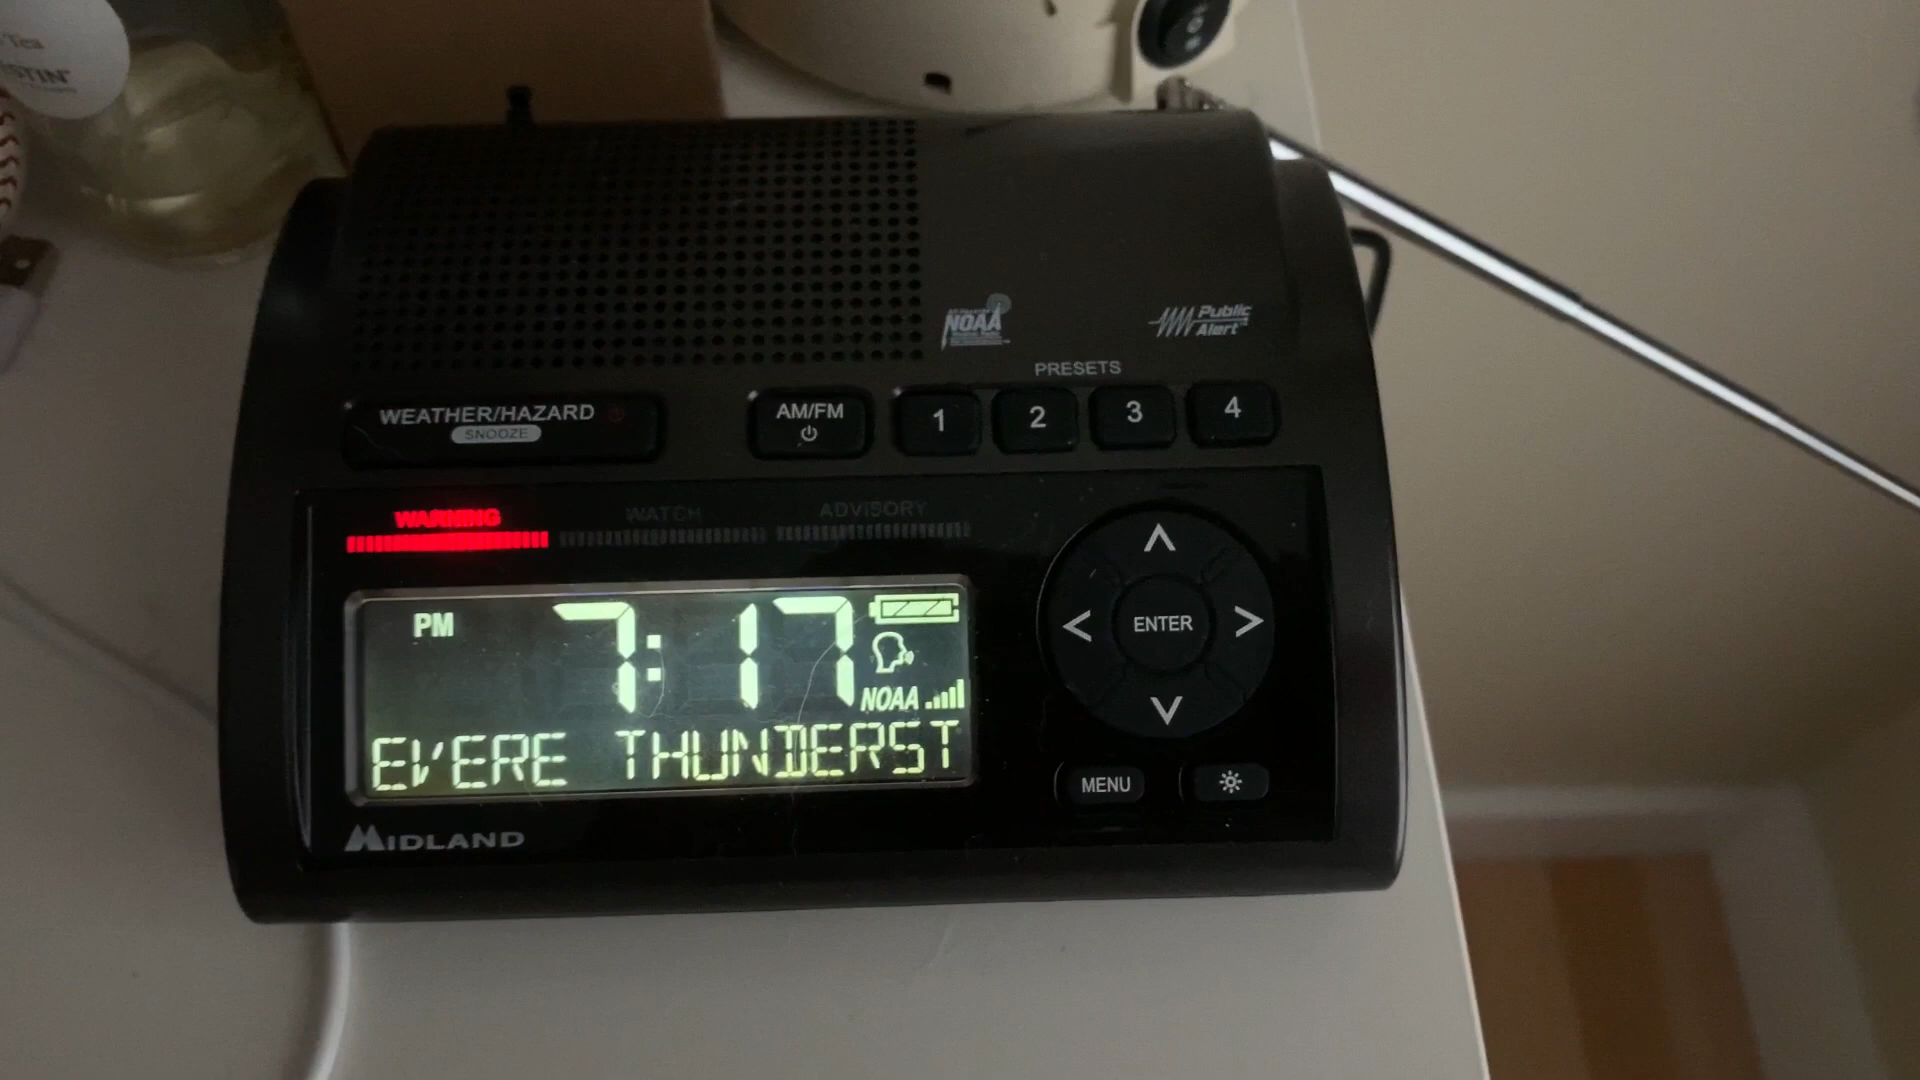 Tea
NOAA
Public
Alert
PRESETS
WEATHER/HAZARD
SNOOZE
AM/FM
1
2
3
4
WARNING
WATCH
ADVISORY
PM
7:17
NOAA
EVERE THUNDERST
ENTER
MENU
MIDLAND